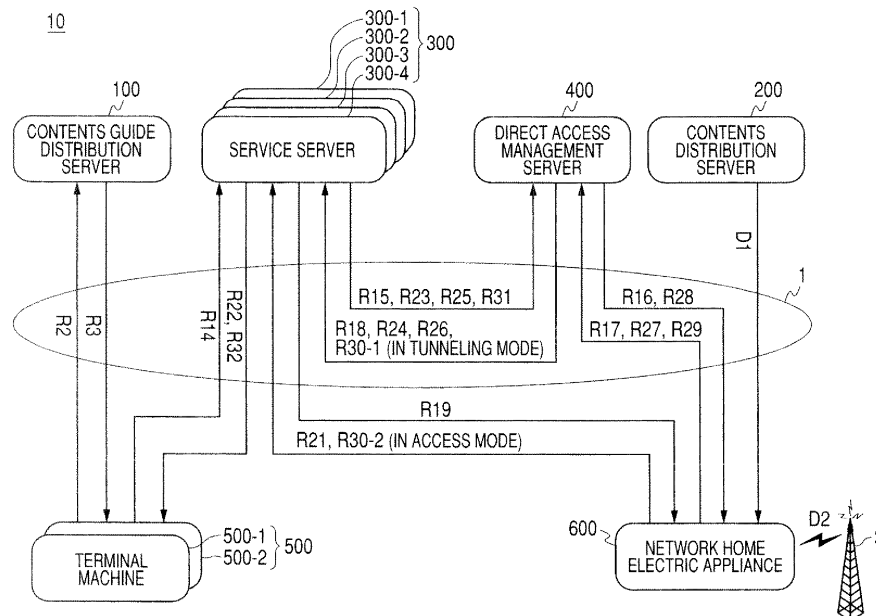 10
300-1
300-2
300-3
300-4
300
100
400
200
CONTENTS GUIDE
DISTRIBUTION
SERVER
SERVICE SERVER
DIRECT ACCESS
MANAGEMENT
SERVER
CONTENTS
DISTRIBUTION
SERVER
D1
1
R2
R3
R14
R22, R32
R15, R23, R25, R31
R16, R28
R18, R24, R26,
R30-1 (IN TUNNELING MODE)
R17, R27, R29
R19
R21, R30-2 (IN ACCESS MODE)
500-1
500-2
500
TERMINAL
MACHINE
600
NETWORK HOME
ELECTRIC APPLIANCE
D2